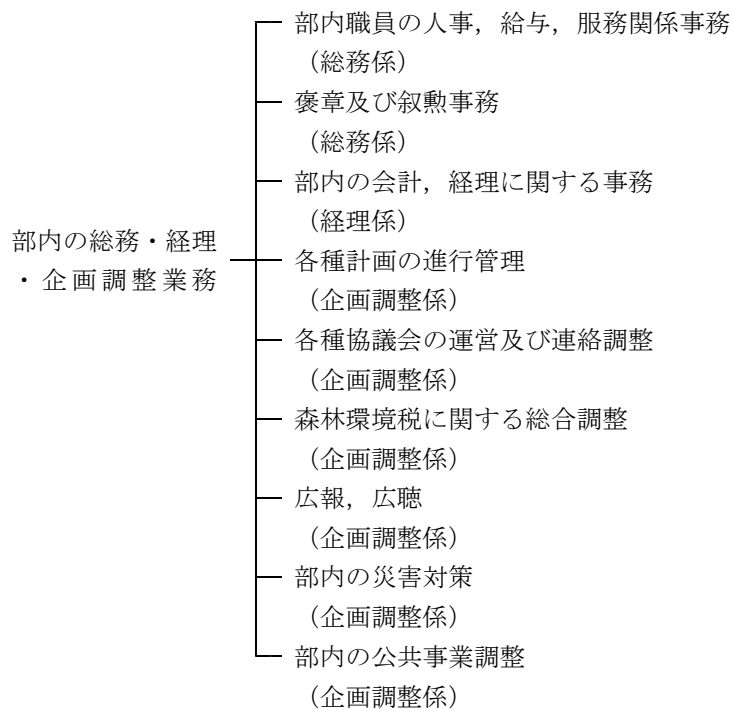 部内の総務・経理
・企画調整業務
部内職員の人事，給与，服務関係事務
（総務係）
褒章及び叙勲事務
（総務係）
部内の会計，経理に関する事務
（経理係）
各種計画の進行管理
（企画調整係）
各種協議会の運営及び連絡調整
（企画調整係）
森林環境税に関する総合調整
（企画調整係）
広報，広聴
（企画調整係）
部内の災害対策
（企画調整係）
部内の公共事業調整
（企画調整係）